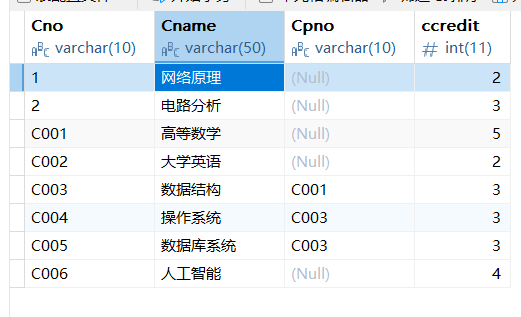 Cno Cname Cpno ccredit
ABC varchar(10) ABC varchar(50) ABC varchar(10) # int(11)
1 网络原理 (Null) 2
2 电路分析 (Null) 3
C001 高等数学 (Null) 5
C002 大学英语 (Null) 2
C003 数据结构 C001 3
C004 操作系统 C003 3
C005 数据库系统 C003 3
C006 人工智能 (Null) 4